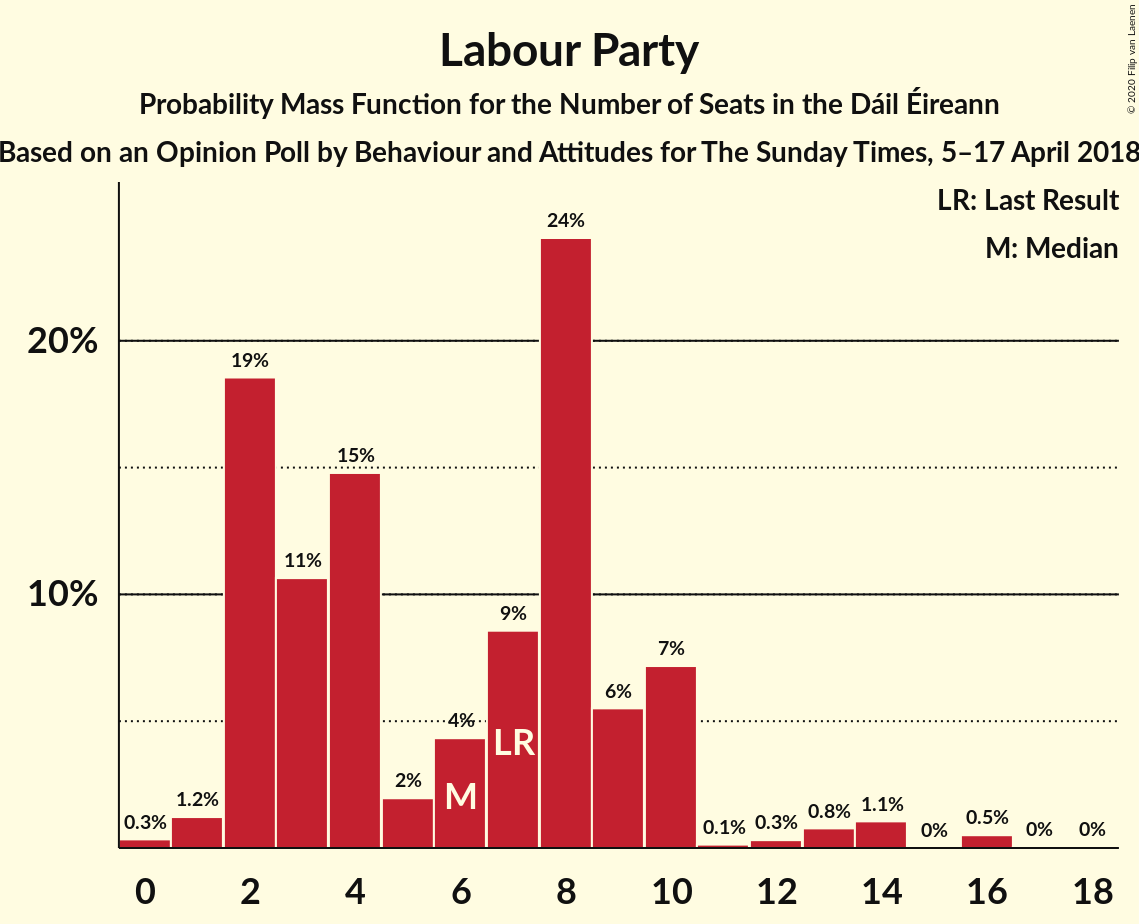 © 2020 Filip van Laenen
Labour Party
Probability Mass Function for the Number of Seats in the Dáil Éireann
Based on an Opinion Poll by Behaviour and Attitudes for The Sunday Times, 5–17 April 2018
LR: Last Result
M: Median
24%
20%
19%
15%
11%
10%
9%
7%
6%
4%
LR
2%
M
1.2%
0.3%
0.1%
0.3%
0.8%
1.1%
0%
0.5%
0%
0%
0 2 4 6 8 10 12 14 16 18